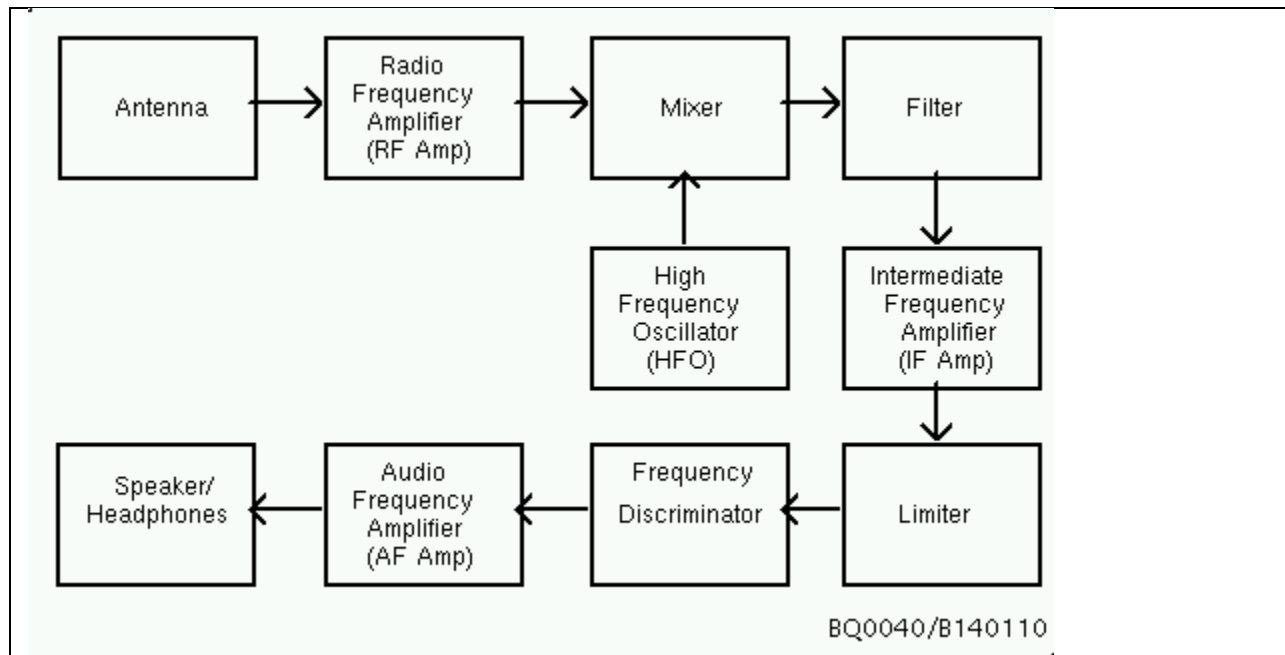 Antenna
Radio
Frequency
Amplifier
(RF Amp)
Mixer
Filter
High
Frequency
Oscillator
(HFO)
Intermediate
Frequency
Amplifier
(IF Amp)
Speaker/
Headphones
Audio
Frequency
Amplifier
(AF Amp)
Frequency
Discriminator
Limiter
BQ0040/B140110